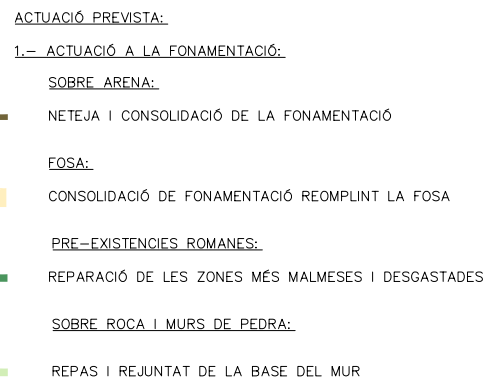 ACTUACIÓ PREVISTA:
1.- ACTUACIÓ A LA FONAMENTACIÓ:
SOBRE ARENA:
NETEJA I CONSOLIDACIÓ DE LA FONAMENTACIÓ
FOSA:
CONSOLIDACIÓ DE FONAMENTACIÓ REOMPLINT LA FOSA
PRE-EXISTENCIES ROMANES:
REPARACIÓ DE LES ZONES MÉS MALMESES I DESGASTADES
SOBRE ROCA I MURS DE PEDRA:
REPAS I REJUNTAT DE LA BASE DEL MUR